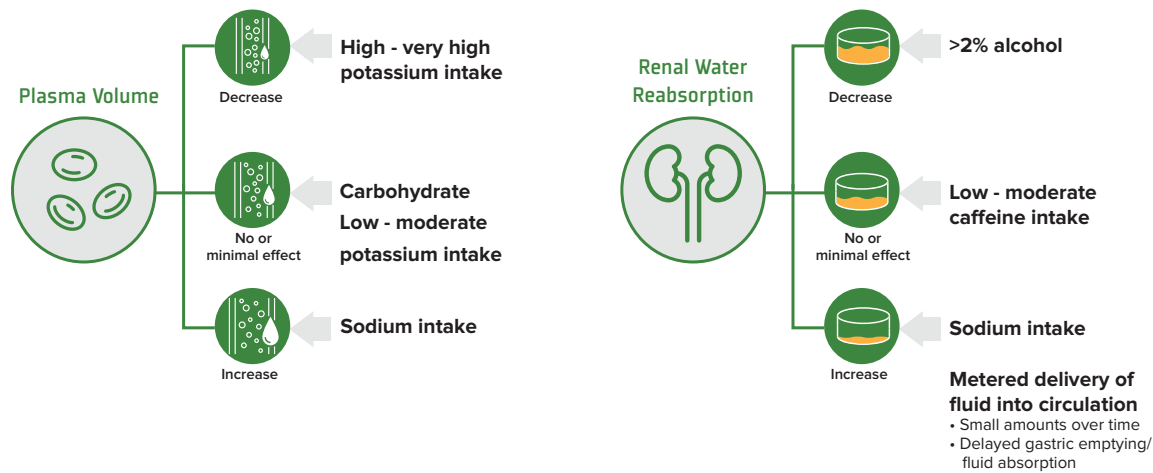 Plasma Volume
Decrease
High - very high
potassium intake
No or
minimal effect
Carbohydrate
Low - moderate
potassium intake
Increase
Sodium intake
Renal Water
Reabsorption
Decrease
>2% alcohol
No or
minimal effect
Low - moderate
caffeine intake
Increase
Sodium intake
Metered delivery of
fluid into circulation
• Small amounts over time
• Delayed gastric emptying/
fluid absorption